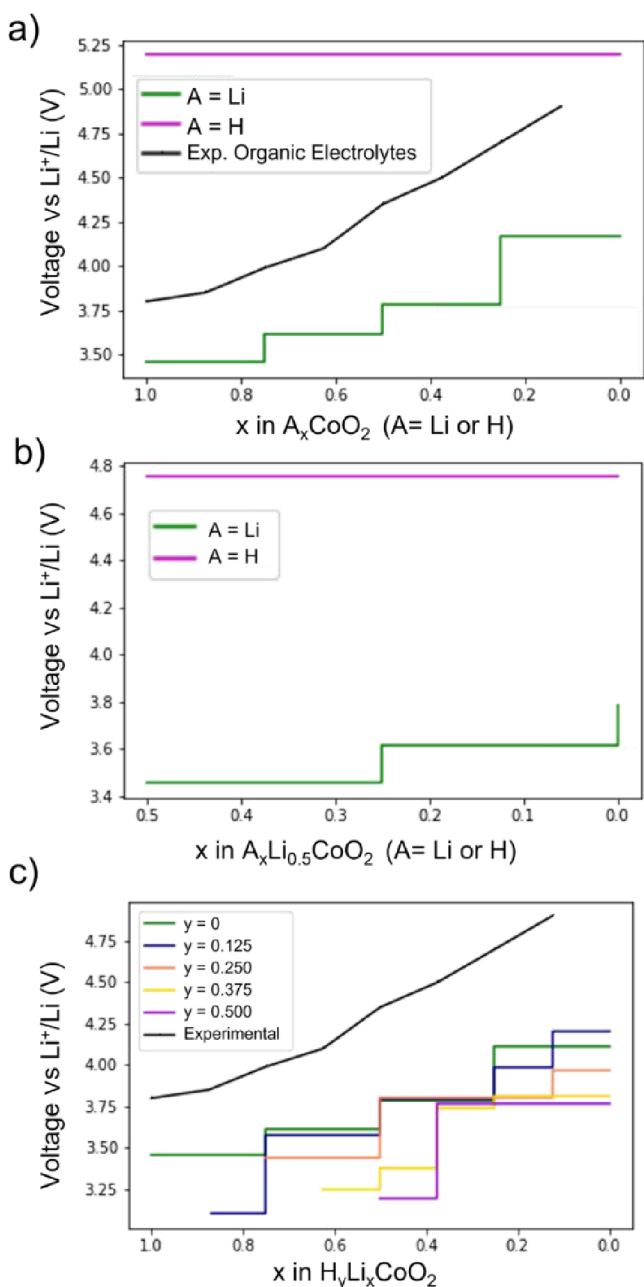 a)
5.25
5.00
4.75
4.50
4.25
4.00
3.75
3.50
Voltage vs Li⁺/Li (V)
A = Li
A = H
Exp. Organic Electrolytes
1.0 0.8 0.6 0.4 0.2 0.0
x in AₓCoO₂ (A= Li or H)
b)
4.8
4.6
4.4
4.2
4.0
3.8
3.6
3.4
Voltage vs Li⁺/Li (V)
A = Li
A = H
0.5 0.4 0.3 0.2 0.1 0.0
x in AₓLi₀.₅CoO₂ (A= Li or H)
c)
4.75
4.50
4.25
4.00
3.75
3.50
3.25
Voltage vs Li⁺/Li (V)
y = 0
y = 0.125
y = 0.250
y = 0.375
y = 0.500
Experimental
1.0 0.8 0.6 0.4 0.2 0.0
x in HᵧLiₓCoO₂